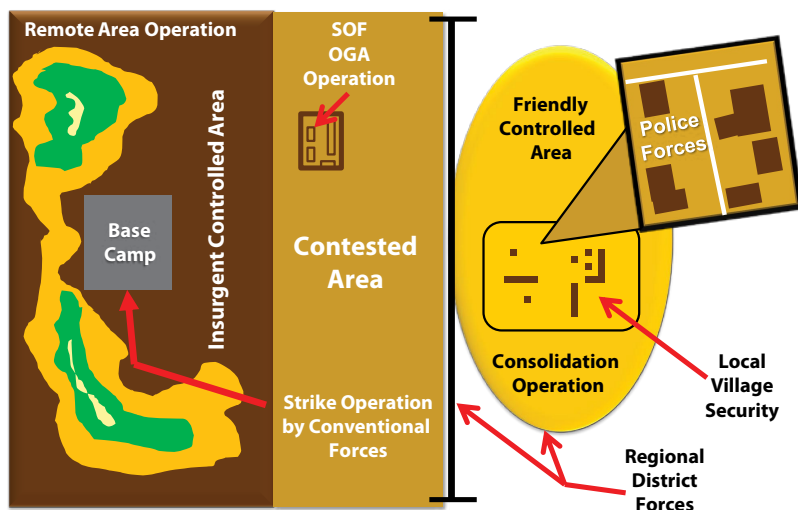 Remote Area Operation
Insurgent Controlled Area
Base
Camp
SOF
OGA
Operation
Contested
Area
Strike Operation
by Conventional
Forces
Friendly
Controlled
Area
Police
Forces
Consolidation
Operation
Local
Village
Security
Regional
District
Forces